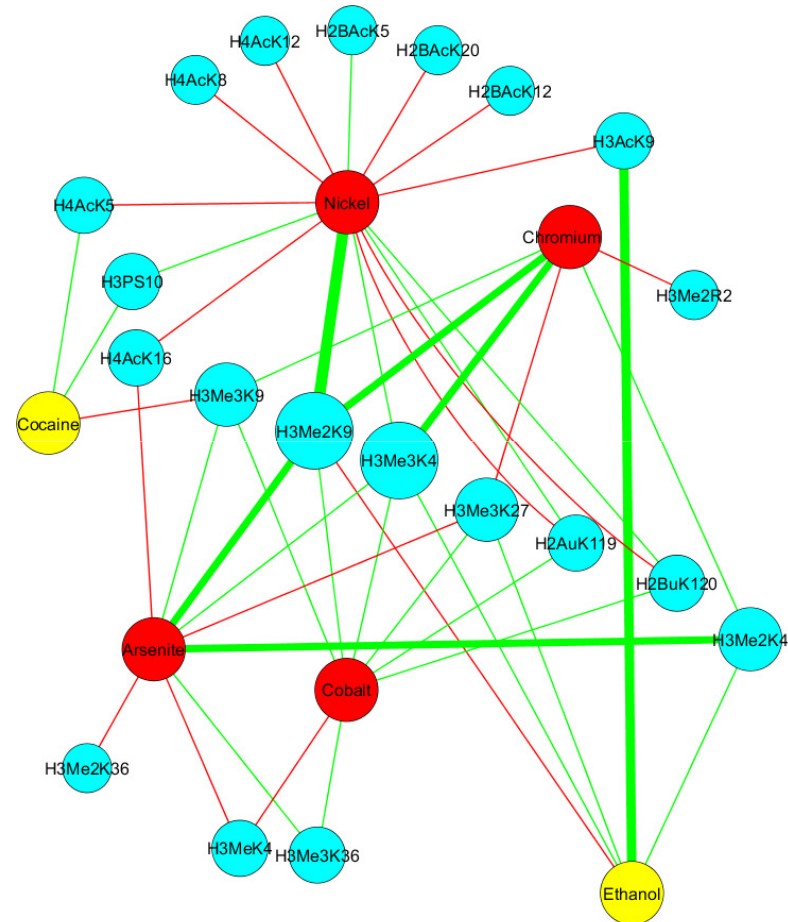 H2BAcK5
H4AcK12
H2BAcK20
H4AcK8
H2BAcK12
H3AcK9
H4AcK5
Nickel
Chromium
H3PS10
H3Me2R2
H4AcK16
H3Me3K9
Cocaine
H3Me2K9
H3Me3K4
H3Me3K27
H2AuK119
H2BuK120
H3Me2K4
Arsenite
Cobalt
H3Me2K36
H3MeK4
H3Me3K36
Ethanol